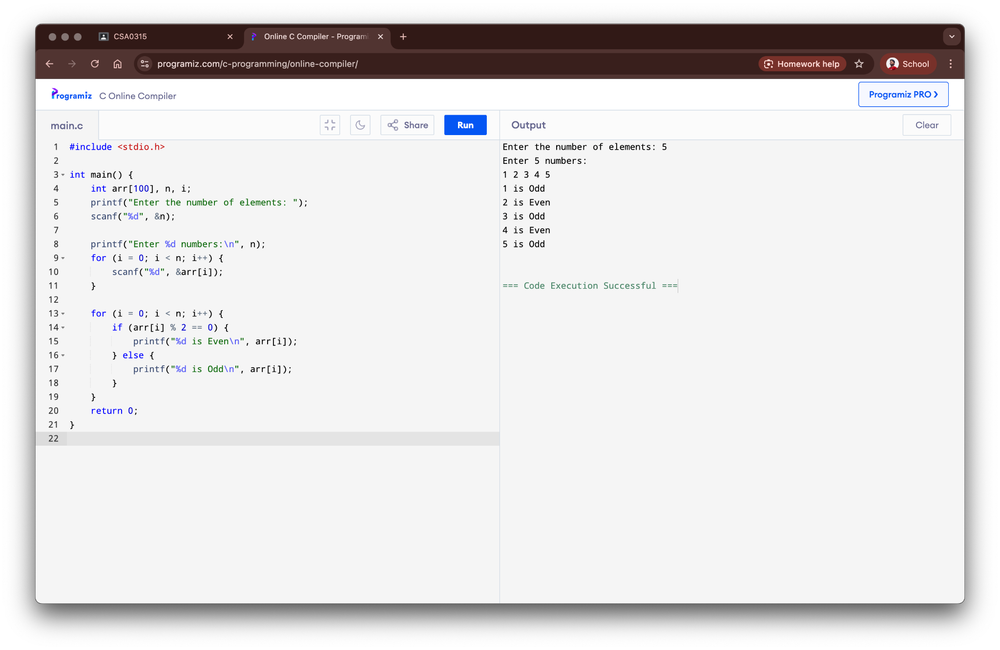 CSA0315
Online C Compiler - Programi
programiz.com/c-programming/online-compiler/
Homework help
School
Programiz
C Online Compiler
Programiz PRO ›
main.c
Share
Run
Output
Clear
1 #include <stdio.h>
2
3 int main() {
4     int arr[100], n, i;
5     printf("Enter the number of elements: ");
6     scanf("%d", &n);
7
8     printf("Enter %d numbers:\n", n);
9     for (i = 0; i < n; i++) {
10         scanf("%d", &arr[i]);
11     }
12
13     for (i = 0; i < n; i++) {
14         if (arr[i] % 2 == 0) {
15             printf("%d is Even\n", arr[i]);
16         } else {
17             printf("%d is Odd\n", arr[i]);
18         }
19     }
20     return 0;
21 }
22
Enter the number of elements: 5
Enter 5 numbers:
1 2 3 4 5
1 is Odd
2 is Even
3 is Odd
4 is Even
5 is Odd
=== Code Execution Successful ===